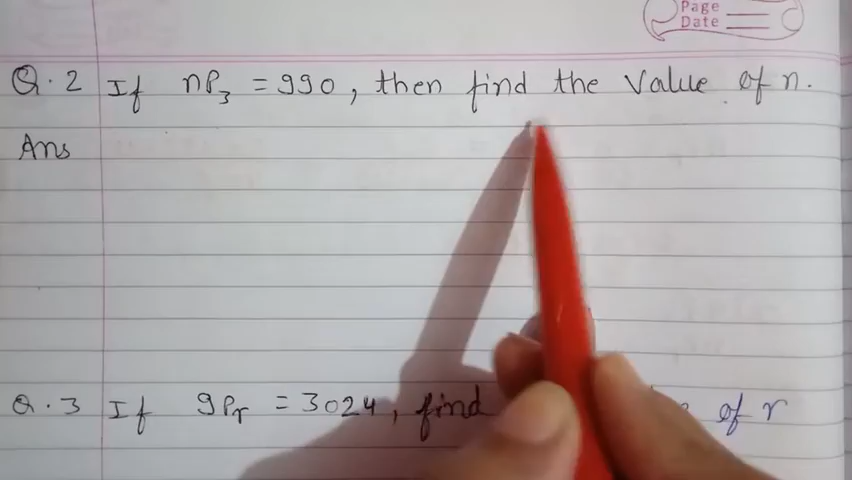 Page
Date
Q.2 If nP₃ = 990, then find the value of n.
Ans
Q.3 If 9Pᵣ = 3024, find of r